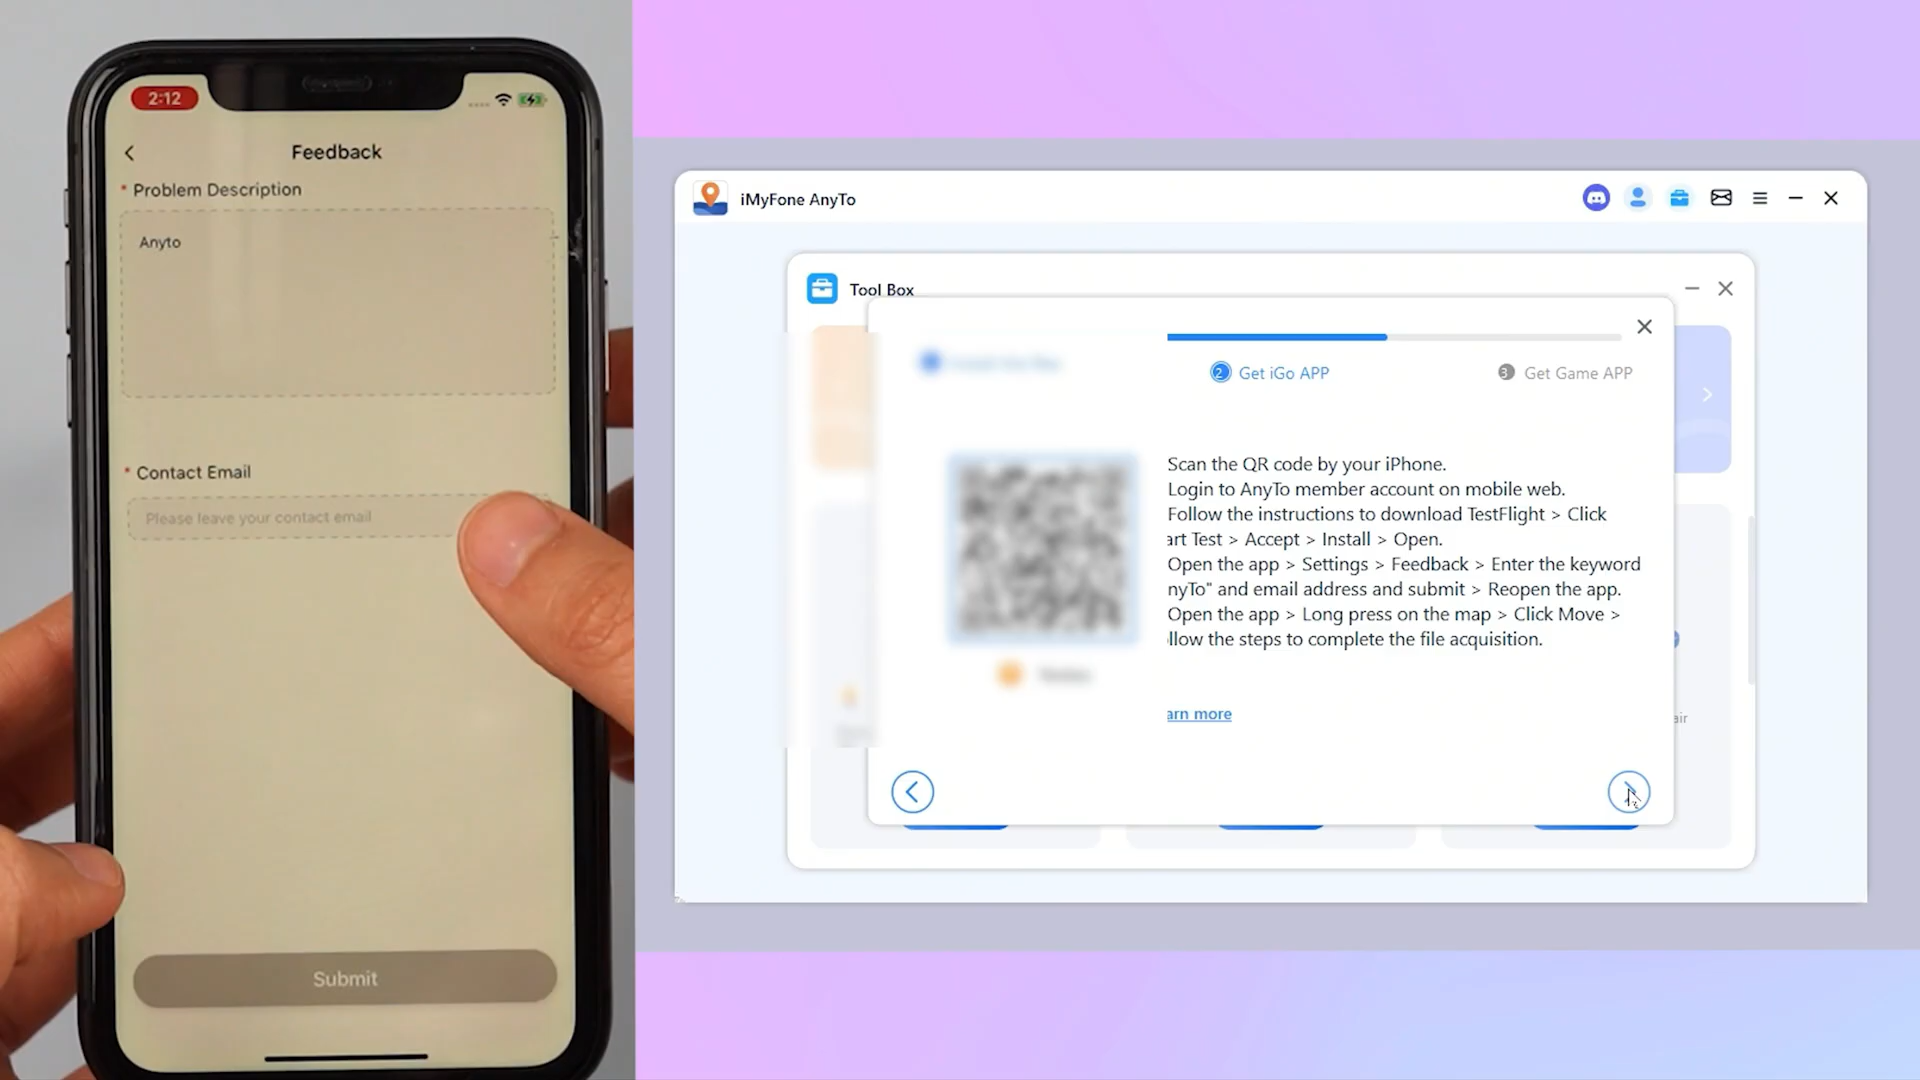 2:12
Feedback
* Problem Description
Anyto
* Contact Email
Please leave your contact email
Submit
iMyFone AnyTo
Tool Box
2 Get iGo APP
3 Get Game APP
Scan the QR code by your iPhone.
Login to AnyTo member account on mobile web.
Follow the instructions to download TestFlight > Click
art Test > Accept > Install > Open.
Open the app > Settings > Feedback > Enter the keyword
nyTo" and email address and submit > Reopen the app.
Open the app > Long press on the map > Click Move >
llow the steps to complete the file acquisition.
arn more
air